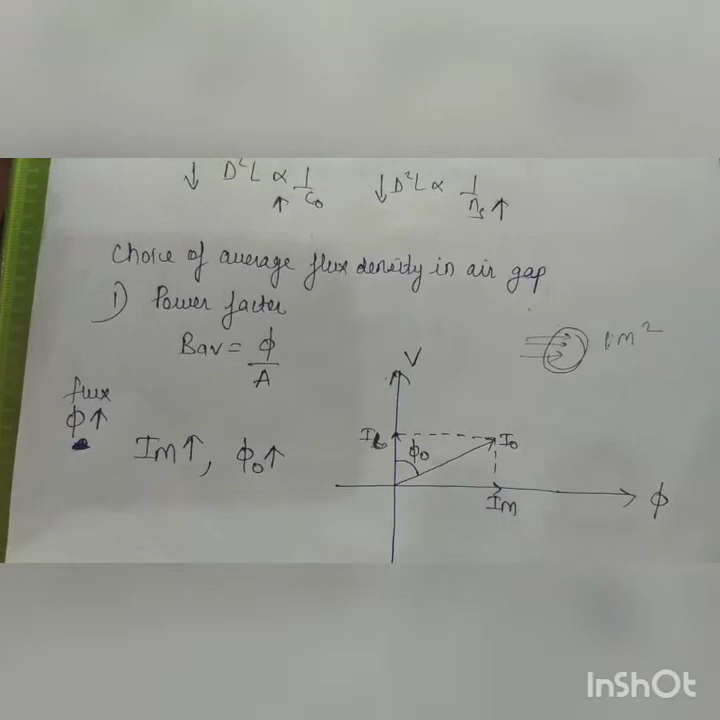 ↓ D²L ∝ 1/C₀ ↑ ↓ D²L ∝ 1/ns ↑
Choice of average flux density in air gap
1) Power factor
Bav = ϕ/A
1m²
flux
ϕ↑
Im↑, ϕ₀↑
V
I₀
ϕ₀
Im
ϕ
InShOt